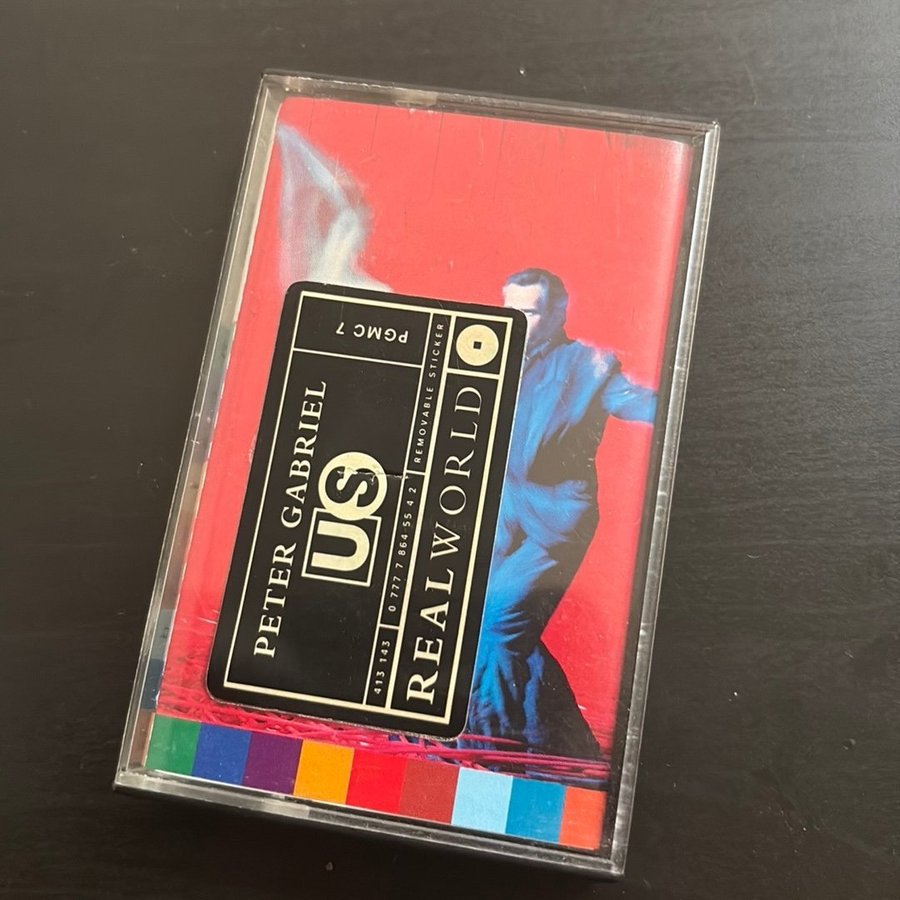 PGMC 7
PETER GABRIEL
US
413 143
0 777 7 864 55 4 2
REMOVABLE STICKER
REALWORLD